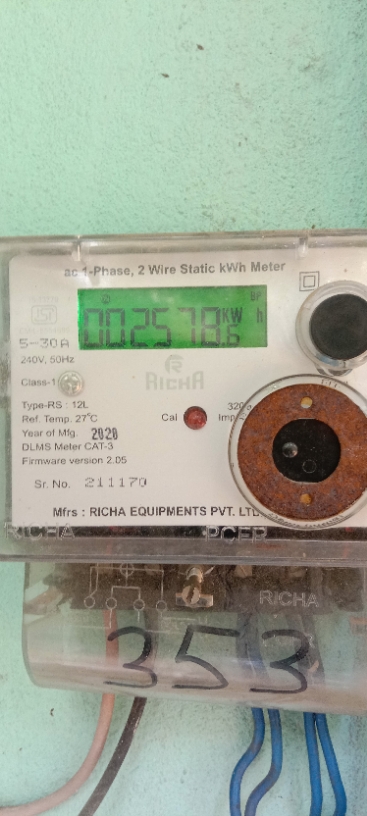 ac 1-Phase, 2 Wire Static kWh Meter
002578.6 KW h
5-30A
240V, 50Hz
Class-1
RICHA
Type-RS : 12L
Ref. Temp. 27°C
Cal
Year of Mfg. 2020
DLMS Meter CAT-3
Firmware version 2.05
Sr. No. 211170
Mfrs : RICHA EQUIPMENTS PVT. LTD.
RICHA
RICHA
353